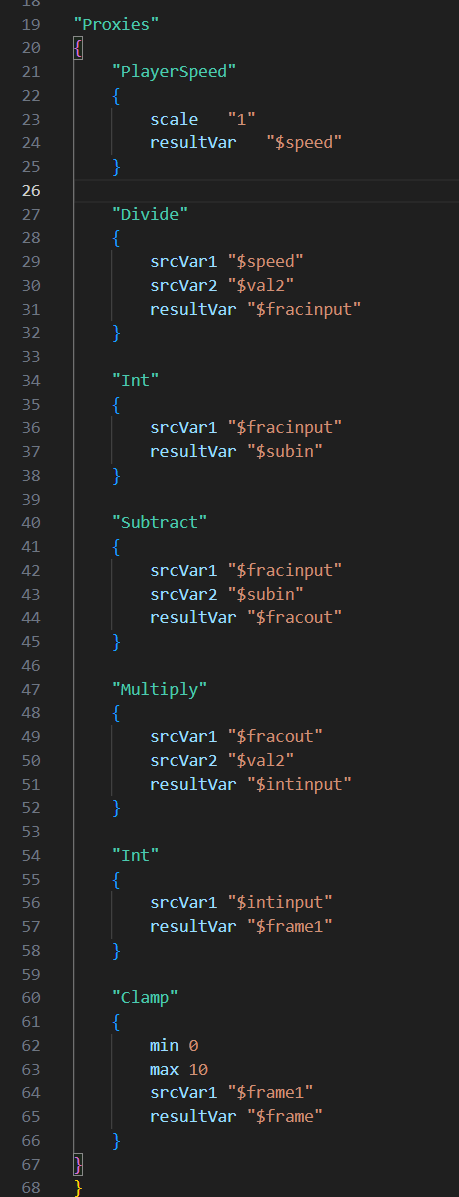 18
19 "Proxies"
20 {
21 "PlayerSpeed"
22 {
23 scale "1"
24 resultVar "$speed"
25 }
26
27 "Divide"
28 {
29 srcVar1 "$speed"
30 srcVar2 "$val2"
31 resultVar "$fracinput"
32 }
33
34 "Int"
35 {
36 srcVar1 "$fracinput"
37 resultVar "$subin"
38 }
39
40 "Subtract"
41 {
42 srcVar1 "$fracinput"
43 srcVar2 "$subin"
44 resultVar "$fracout"
45 }
46
47 "Multiply"
48 {
49 srcVar1 "$fracout"
50 srcVar2 "$val2"
51 resultVar "$intinput"
52 }
53
54 "Int"
55 {
56 srcVar1 "$intinput"
57 resultVar "$frame1"
58 }
59
60 "Clamp"
61 {
62 min 0
63 max 10
64 srcVar1 "$frame1"
65 resultVar "$frame"
66 }
67 }
68 }